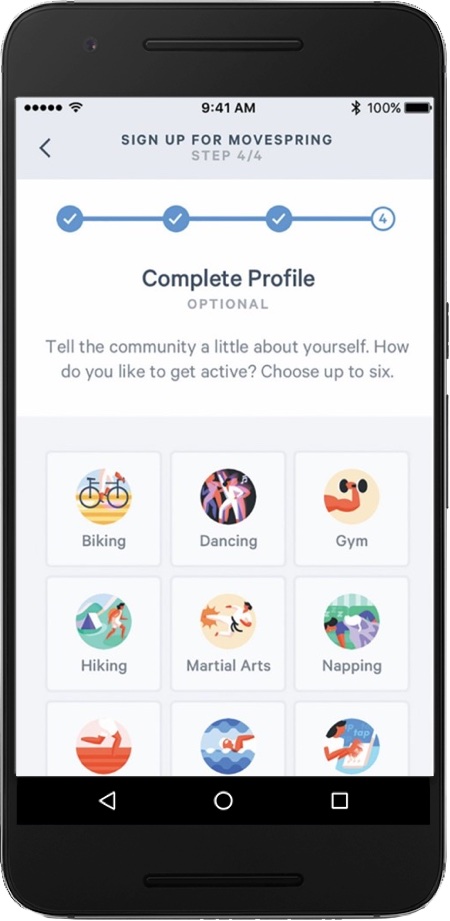 9:41 AM
100%
SIGN UP FOR MOVESPRING
STEP 4/4
4
Complete Profile
OPTIONAL
Tell the community a little about yourself. How
do you like to get active? Choose up to six.
Biking
Dancing
Gym
Hiking
Martial Arts
Napping
tap